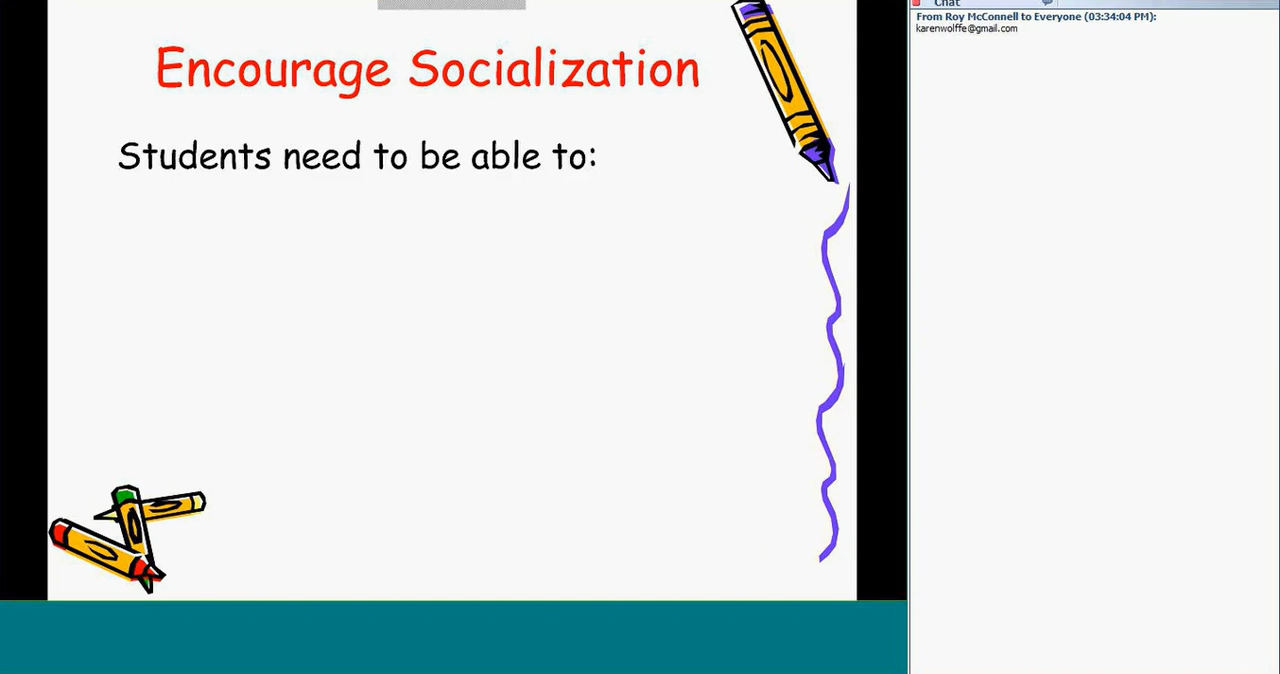 Encourage Socialization
Students need to be able to:
Chat
From Roy McConnell to Everyone (03:34:04 PM):
karenwolffe@gmail.com